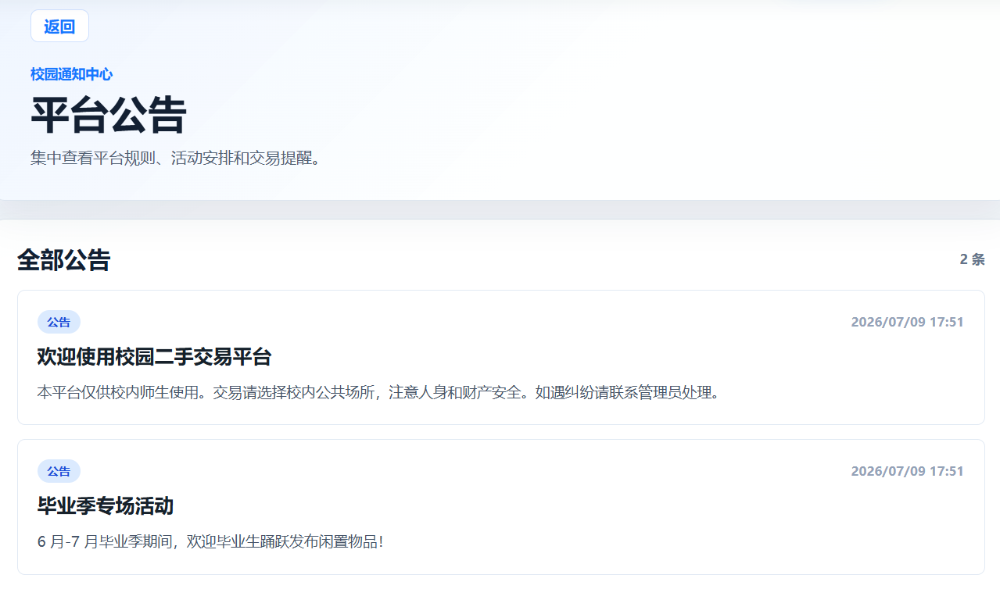 返回
校园通知中心
平台公告
集中查看平台规则、活动安排和交易提醒。
全部公告
2 条
公告
2026/07/09 17:51
欢迎使用校园二手交易平台
本平台仅供校内师生使用。交易请选择校内公共场所，注意人身和财产安全。如遇纠纷请联系管理员处理。
公告
2026/07/09 17:51
毕业季专场活动
6 月-7 月毕业季期间，欢迎毕业生踊跃发布闲置物品！